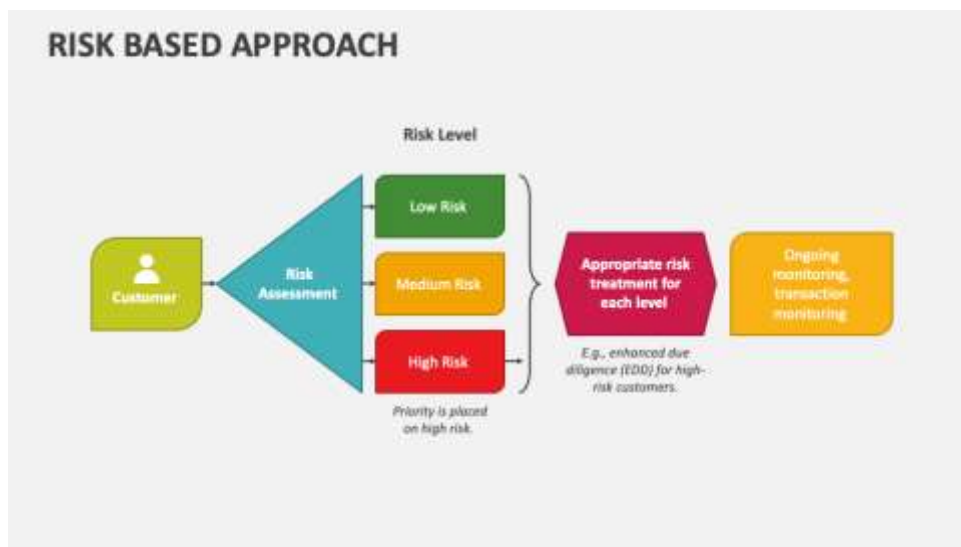 RISK BASED APPROACH
Risk Level
Low Risk
Customer
Risk
Assessment
Medium Risk
High Risk
Priority is placed
on high risk.
Appropriate risk
treatment for
each level
E.g., enhanced due
diligence (EDD) for high-
risk customers.
Ongoing
monitoring,
transaction
monitoring